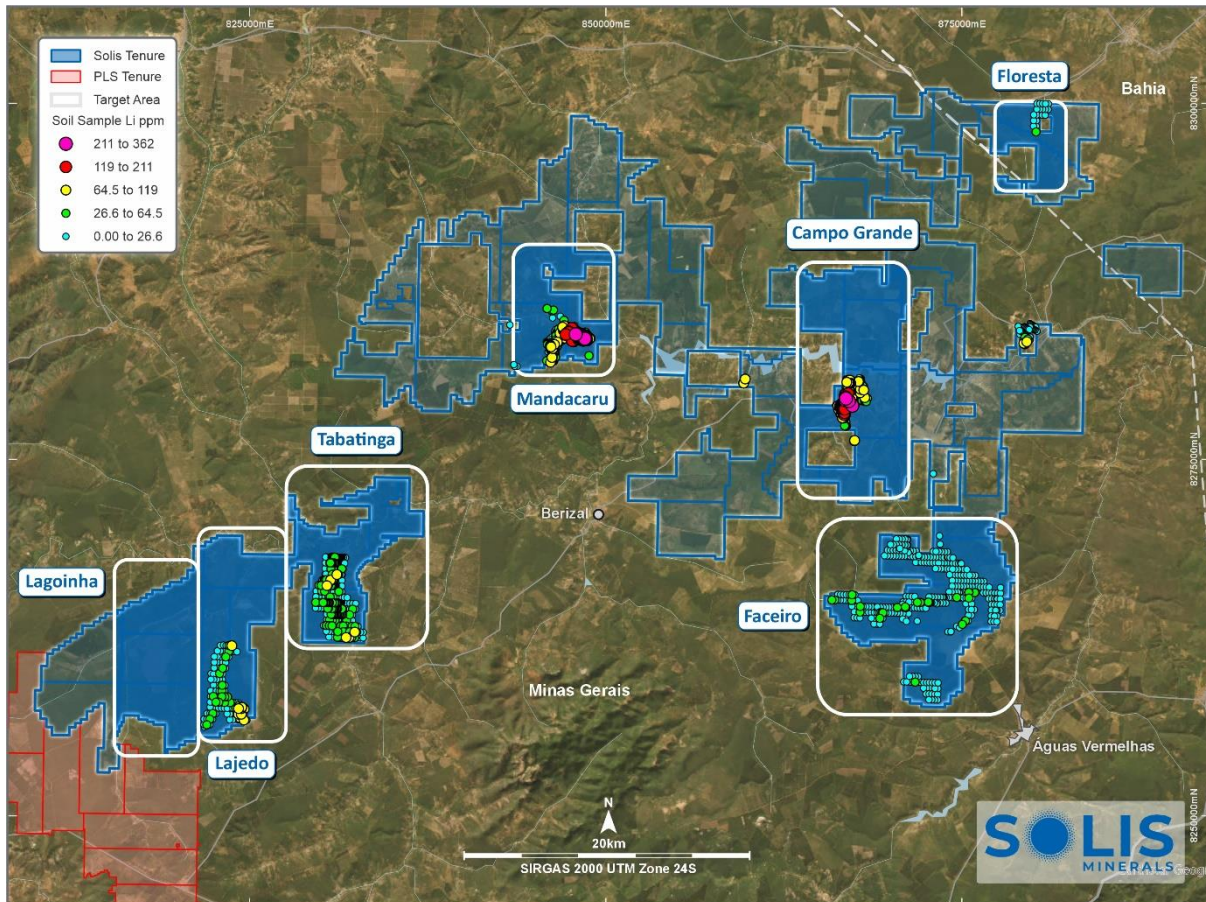 825000mE
850000mE
875000mE
Solis Tenure
PLS Tenure
Target Area
Soil Sample Li ppm
211 to 362
119 to 211
64.5 to 119
26.6 to 64.5
0.00 to 26.6
Floresta
Bahia
8300000mN
Campo Grande
Mandacaru
Tabatinga
8275000mN
Berizal
Lagoinha
Faceiro
Minas Gerais
Lajedo
Águas Vermelhas
8250000mN
N
20km
SIRGAS 2000 UTM Zone 24S
SOLIS
MINERALS